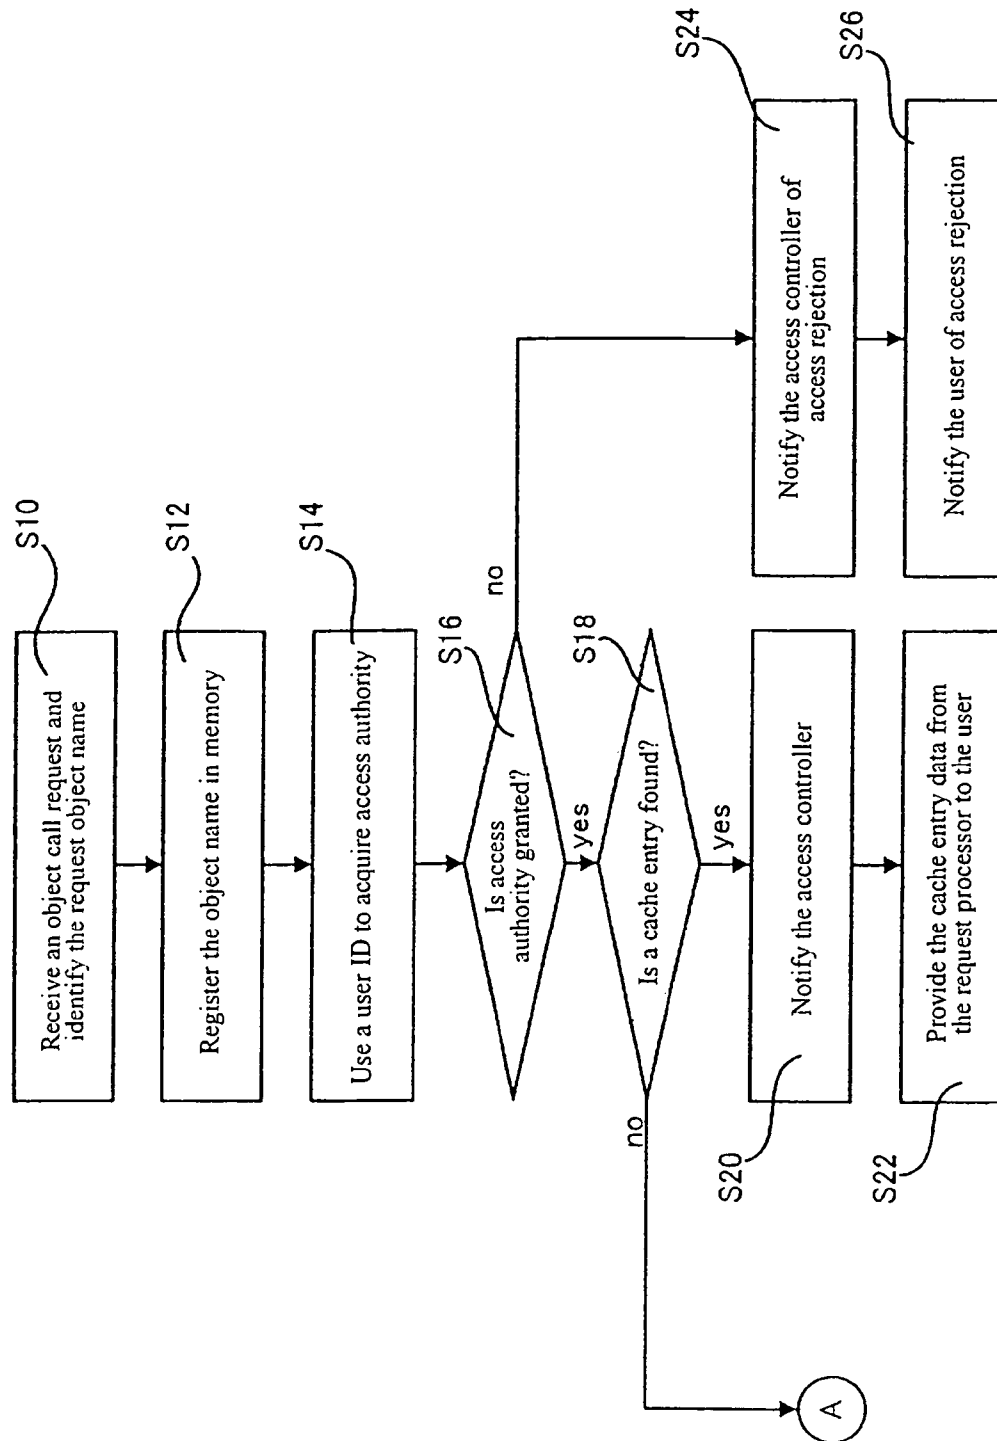 S10
Receive an object call request and
identify the request object name
S12
Register the object name in memory
S14
Use a user ID to acquire access authority
S16
Is access
authority granted?
no
yes
S18
Is a cache entry found?
no
yes
S20
Notify the access controller
S22
Provide the cache entry data from
the request processor to the user
S24
Notify the access controller of
access rejection
S26
Notify the user of access rejection
A